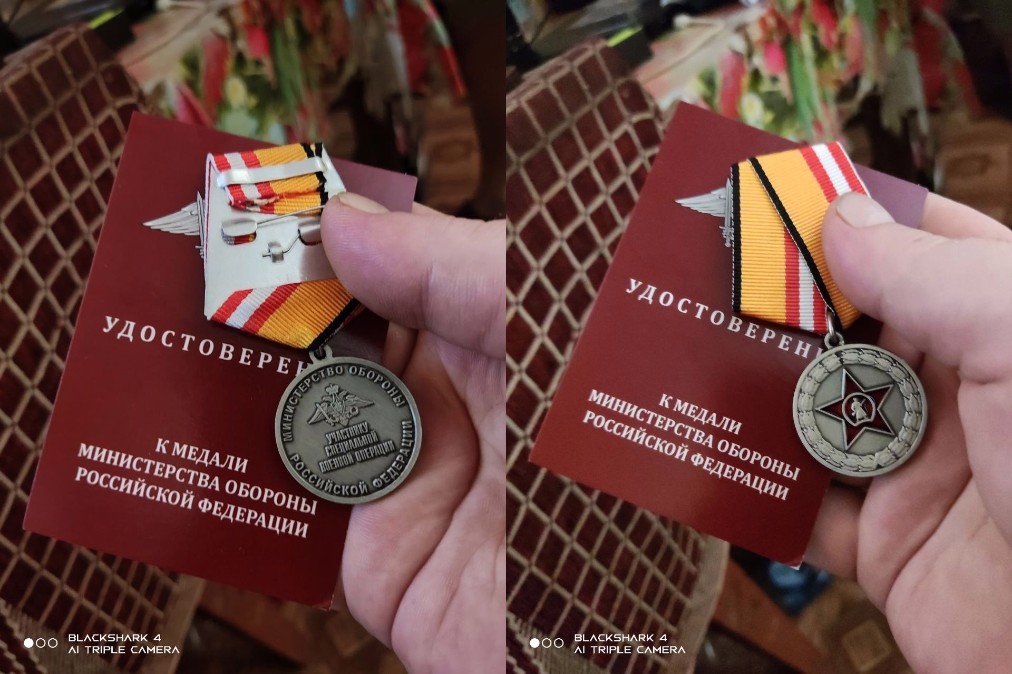 УДОСТОВЕРЕН
К МЕДАЛИ
МИНИСТЕРСТВА ОБОРОНЫ
РОССИЙСКОЙ ФЕДЕРАЦИИ
МИНИСТЕРСТВО ОБОРОНЫ
УЧАСТНИКУ
СПЕЦИАЛЬНОЙ
ВОЕННОЙ ОПЕРАЦИИ
РОССИЙСКОЙ ФЕДЕРАЦИИ
BLACKSHARK 4
AI TRIPLE CAMERA
УДОСТОВЕРЕН
К МЕДАЛИ
МИНИСТЕРСТВА ОБОРОНЫ
РОССИЙСКОЙ ФЕДЕРАЦИИ
BLACKSHARK 4
AI TRIPLE CAMERA